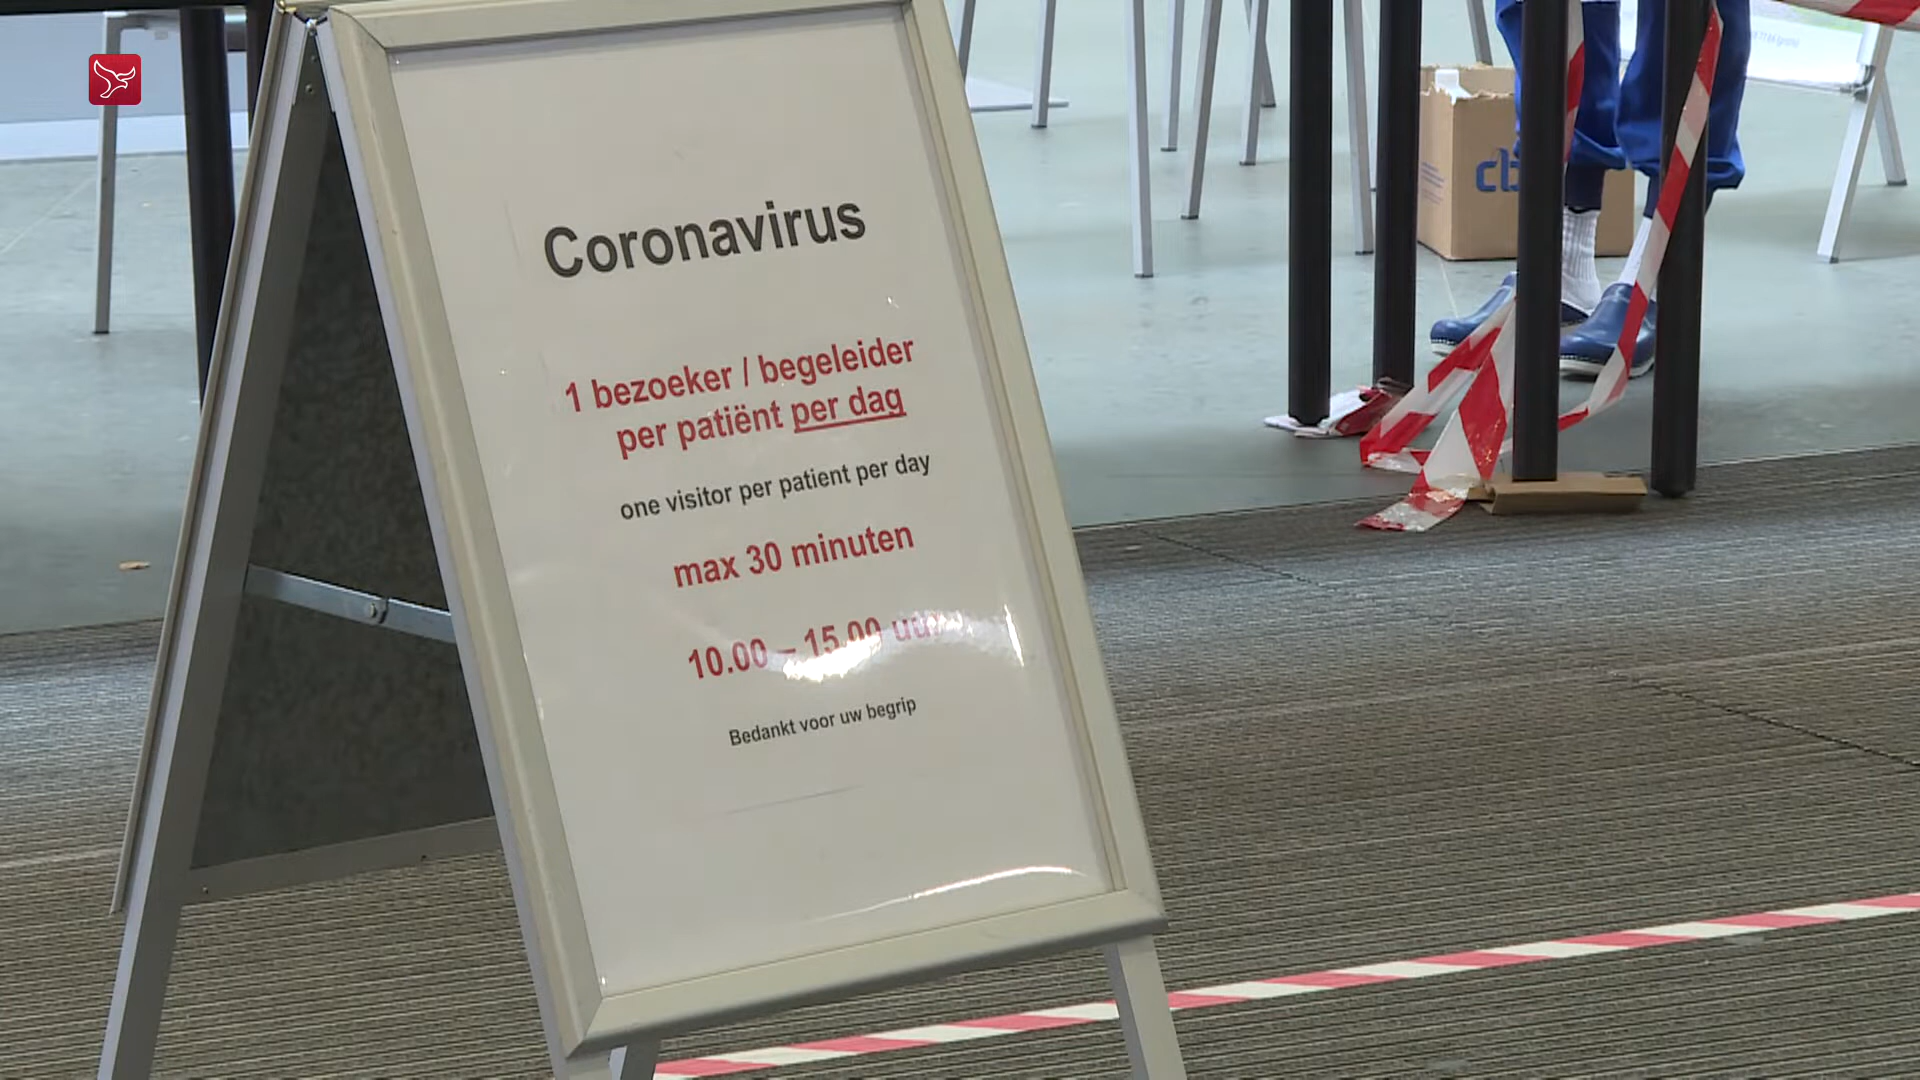 Coronavirus
1 bezoeker / begeleider
per patiënt per dag
one visitor per patient per day
max 30 minuten
10.00 – 15.00 uur
Bedankt voor uw begrip